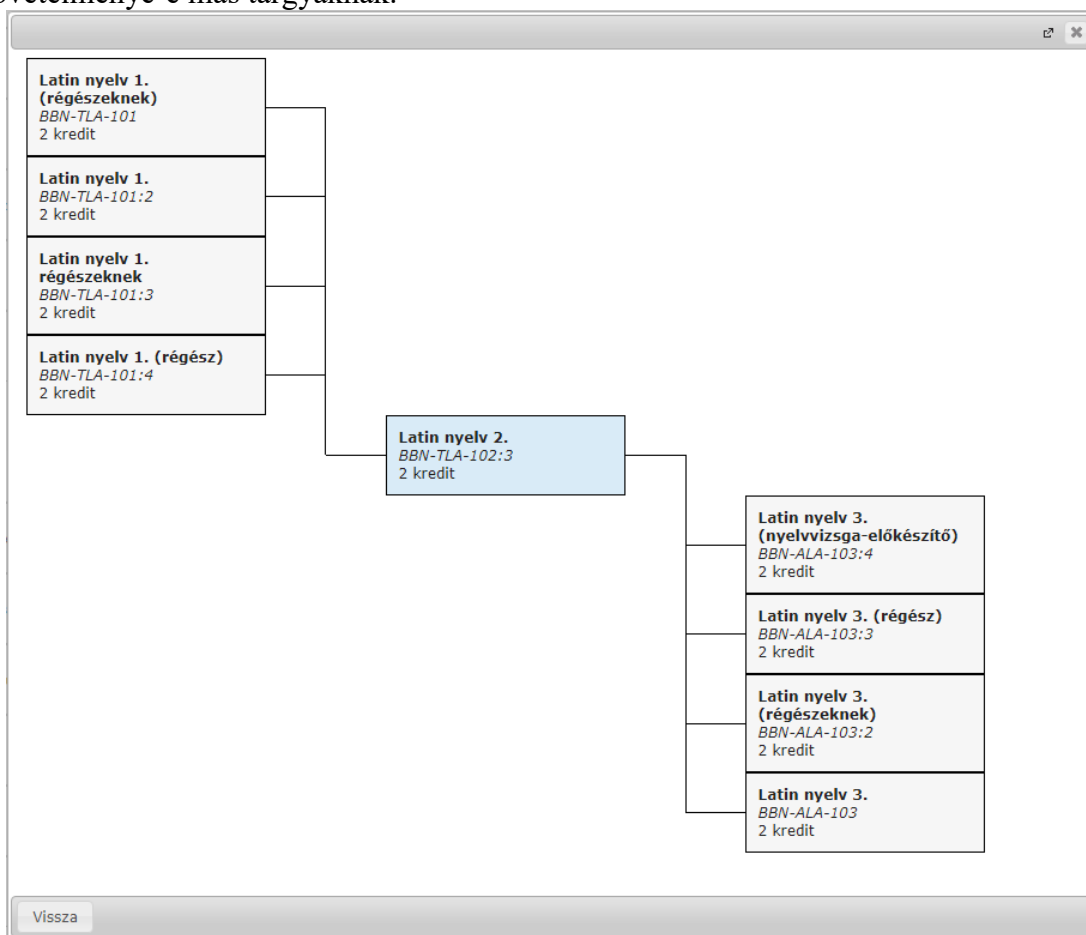 követelménye-e más tárgyaknak.
Latin nyelv 1.
(régészeknek)
BBN-TLA-101
2 kredit
Latin nyelv 1.
BBN-TLA-101:2
2 kredit
Latin nyelv 1.
régészeknek
BBN-TLA-101:3
2 kredit
Latin nyelv 1. (régész)
BBN-TLA-101:4
2 kredit
Latin nyelv 2.
BBN-TLA-102:3
2 kredit
Latin nyelv 3.
(nyelvvizsga-előkészítő)
BBN-ALA-103:4
2 kredit
Latin nyelv 3. (régész)
BBN-ALA-103:3
2 kredit
Latin nyelv 3.
(régészeknek)
BBN-ALA-103:2
2 kredit
Latin nyelv 3.
BBN-ALA-103
2 kredit
Vissza